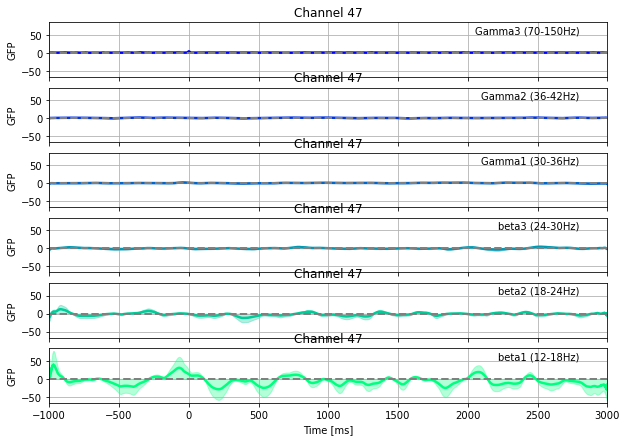 Channel 47
GFP
50
0
−50
Gamma3 (70-150Hz)
Channel 47
GFP
50
0
−50
Gamma2 (36-42Hz)
Channel 47
GFP
50
0
−50
Gamma1 (30-36Hz)
Channel 47
GFP
50
0
−50
beta3 (24-30Hz)
Channel 47
GFP
50
0
−50
beta2 (18-24Hz)
Channel 47
GFP
50
0
−50
beta1 (12-18Hz)
−1000 −500 0 500 1000 1500 2000 2500 3000
Time [ms]